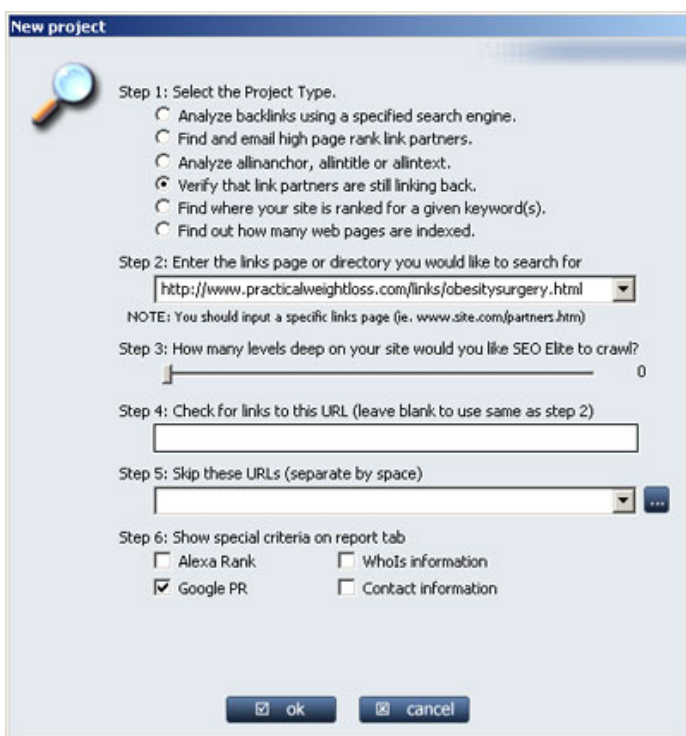 New project
Step 1: Select the Project Type.
Analyze backlinks using a specified search engine.
Find and email high page rank link partners.
Analyze allinanchor, allintitle or allintext.
Verify that link partners are still linking back.
Find where your site is ranked for a given keyword(s).
Find out how many web pages are indexed.
Step 2: Enter the links page or directory you would like to search for
http://www.practicalweightloss.com/links/obesitysurgery.html
NOTE: You should input a specific links page (ie. www.site.com/partners.htm)
Step 3: How many levels deep on your site would you like SEO Elite to crawl?
0
Step 4: Check for links to this URL (leave blank to use same as step 2)
Step 5: Skip these URLs (separate by space)
...
Step 6: Show special criteria on report tab
Alexa Rank WhoIs information
Google PR Contact information
ok cancel